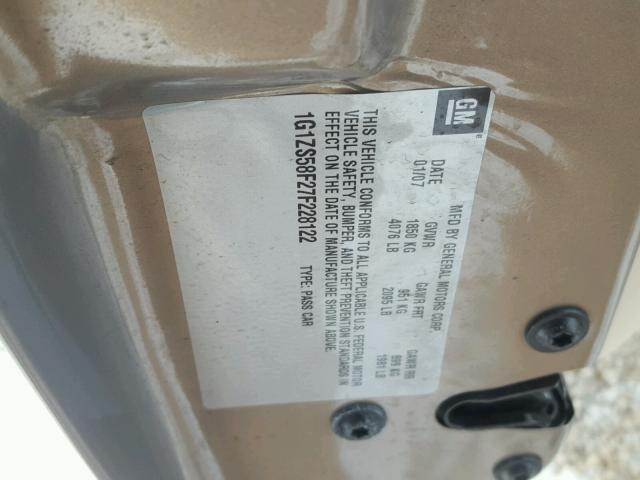 GM
MFD BY GENERAL MOTORS CORP
DATE GVWR GAWR FRT GAWR RR
01/07 1850 KG 951 KG 899 KG
4076 LB 2095 LB 1981 LB
THIS VEHICLE CONFORMS TO ALL APPLICABLE U.S. FEDERAL MOTOR
VEHICLE SAFETY, BUMPER, AND THEFT PREVENTION STANDARDS IN
EFFECT ON THE DATE OF MANUFACTURE SHOWN ABOVE.
1G1ZS58F27F228122 TYPE: PASS CAR